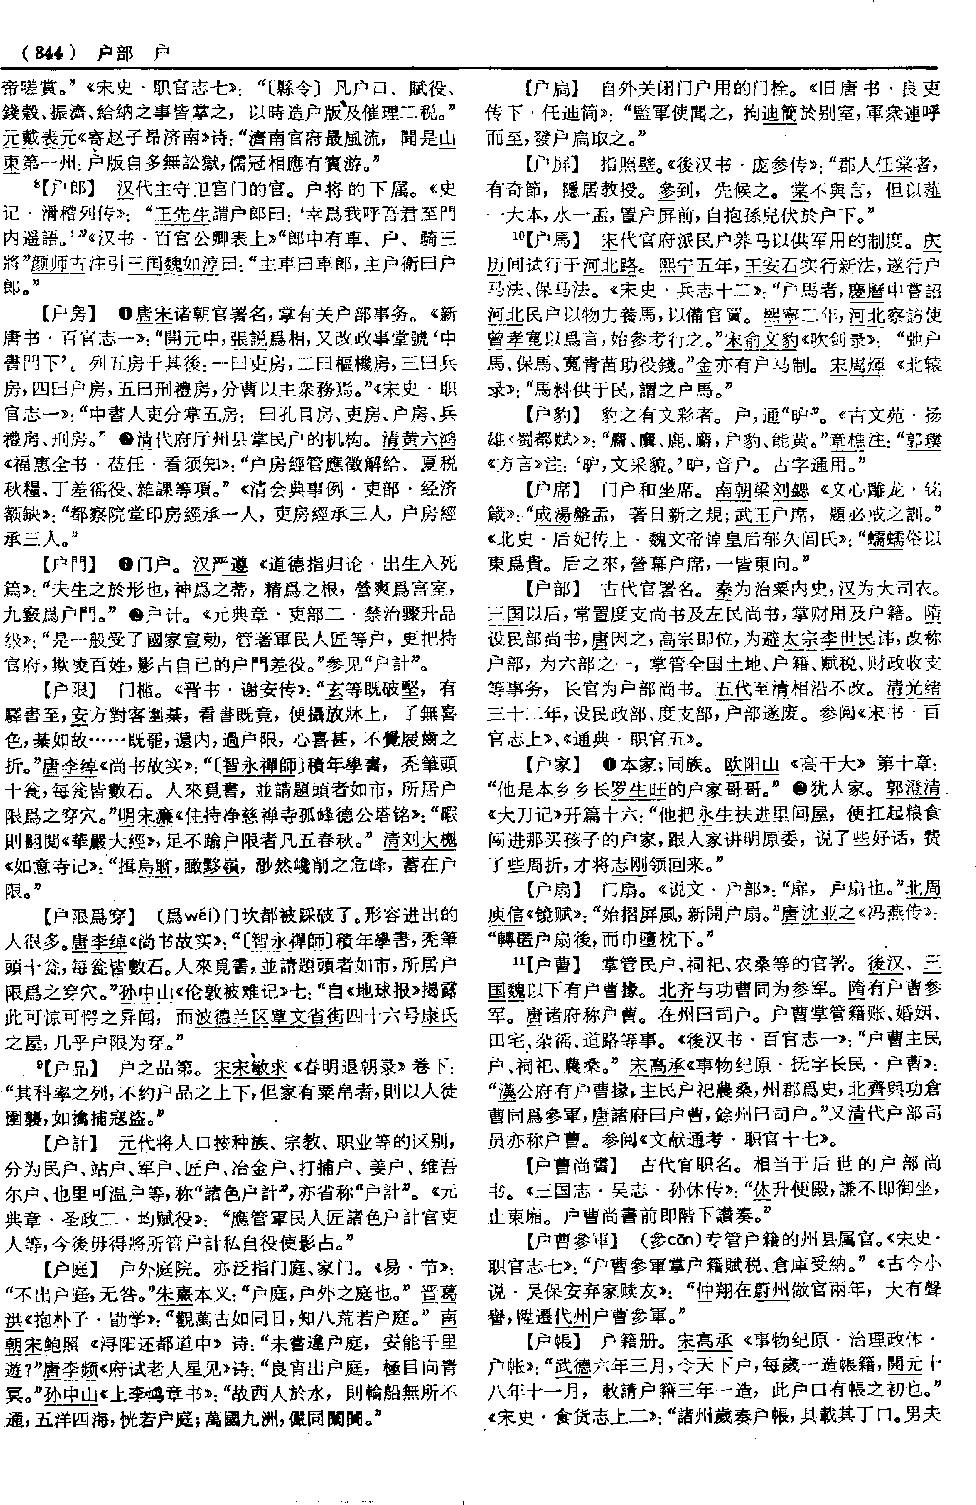 （844） 户部 户
帝嗟赏。”《宋史·职官志七》：“〔縣令〕凡户口、賦役、
錢穀、振濟、給納之事皆掌之，以時造户版及催理二税。”
元戴表元《寄赵子昂济南》诗：“濟南官府最風流，聞是山
東第一州；户版自多無訟獄，儒冠相應有賓游。”
8【户郎】 汉代主守卫宫门的官。户将的下属。《史
记·滑稽列传》：“王先生謂户郎曰：‘幸爲我呼吾君至門
内遥語。’”《汉书·百官公卿表上》“郎中有車、户、騎三
將”颜师古注引三国魏如淳曰：“主車曰車郎，主户衛曰户
郎。”
【户房】 ❶唐宋诸朝官署名，掌有关户部事务。《新
唐书·百官志一》：“開元中，張説爲相，又改政事堂號‘中
書門下’，列五房于其後：一曰吏房，二曰樞機房，三曰兵
房，四曰户房，五曰刑禮房，分曹以主衆務焉。”《宋史·职
官志一》：“中書人吏分掌五房：曰孔目房、吏房、户房、兵
禮房、刑房。” ❷清代府厅州县掌民户的机构。清黄六鸿
《福惠全书·莅任·看须知》：“户房經管應徵解給、夏税
秋糧、丁差徭役、雜課等項。”《清会典事例·吏部·经济
额缺》：“都察院堂印房經承一人，吏房經承三人，户房經
承三人。”
【户門】 ❶门户。汉严遵《道德指归论·出生入死
篇》：“夫生之於形也，神爲之蒂，精爲之根，營爽爲宫室，
九竅爲户門。” ❷户计。《元典章·吏部二·禁治骤升品
级》：“是一般受了國家宣勅，管着軍民人匠等户，更把持
官府，欺凌百姓，影占自己的户門差役。”参见“户計”。
【户限】 门槛。《晋书·谢安传》：“玄等既破堅，有
驛書至，安方對客圍棊，看書既竟，便攝放牀上，了無喜
色，棊如故……既罷，還内，過户限，心喜甚，不覺屐齒之
折。”唐李绰《尚书故实》：“〔智永禪師〕積年學書，秃筆頭
十瓮，每瓮皆數石。人來覓書，並請題頭者如市，所居户
限爲之穿穴。”明宋濂《住持净慈禅寺孤峰德公塔铭》：“暇
則翻閲《華嚴大經》，足不踰户限者凡五春秋。” 清刘大櫆
《如意寺记》：“挹烏聊，瞰黟嶺，砉然巉削之危峰，蓄在户
限。”
【户限爲穿】 （爲wéi）门坎都被踩破了。形容进出的
人很多。唐李绰《尚书故实》：“〔智永禪師〕積年學書，秃筆
頭十瓮，每瓮皆數石。人來覓書，並請題頭者如市，所居户
限爲之穿穴。”孙中山《伦敦被难记》七：“自《地球报》揭露
此可惊可愕之异闻，而波德兰区覃文省街四十六号康氏
之屋，几乎户限为穿。”
9【户品】 户之品第。宋宋敏求《春明退朝录》卷下：
“其科率之列，不約户品之上下，但家有粟帛者，則以人徒
圍襲，如擒捕寇盗。”
【户計】 元代将人口按种族、宗教、职业等的区别，
分为民户、站户、军户、匠户、冶金户、打捕户、姜户、维吾
尔户、也里可温户等，称“諸色户計”，亦省称“户計”。《元
典章·圣政二·均赋役》：“應管軍民人匠諸色户計官吏
人等，今後毋得將所管户計私自役使影占。”
【户庭】 户外庭院。亦泛指门庭、家门。《易·节》：
“不出户庭，无咎。”朱熹本义：“户庭，户外之庭也。” 晋葛
洪《抱朴子·勖学》：“觀萬古如同日，知八荒若户庭。” 南
朝宋鲍照《浔阳还都道中》诗：“未嘗違户庭，安能千里
遊？”唐李频《府试老人星见》诗：“良宵出户庭，極目向青
冥。”孙中山《上李鸿章书》：“故西人於水，則輪船無所不
通，五洋四海，恍若户庭；萬國九洲，儼同閫闑。”
【户扃】 自外关闭门户用的门栓。《旧唐书·良吏
传下·任迪简》：“監軍使聞之，拘迪簡於别室，軍衆連呼
而至，發户扃取之。”
【户屏】 指照壁。《後汉书·庞参传》：“郡人任棠者，
有奇節，隱居教授。參到，先候之。棠不與言，但以薤
一大本，水一盂，置户屏前，自抱孫兒伏於户下。”
10【户馬】 宋代官府派民户养马以供军用的制度。庆
历间试行于河北路。熙宁五年，王安石实行新法，遂行户
马法、保马法。《宋史·兵志十二》：“户馬者，慶曆中嘗詔
河北民户以物力養馬，以備官買。熙寧二年，河北察訪使
曾孝寬以爲言，始參考行之。”宋俞文豹《吹剑录》：“弛户
馬、保馬、寬青苗助役錢。”金亦有户马制。宋周煇《北辕
录》：“馬料供于民，謂之户馬。”
【户豹】 豹之有文彩者。户，通“昈”。《古文苑·扬
雄〈蜀都赋〉》：“麢、麖、鹿、麝，户豹、能黄。”章樵注：“郭璞
《方言》注：‘昈，文采貌。’昈，音户。古字通用。”
【户席】 门户和坐席。南朝梁刘勰《文心雕龙·铭
箴》：“成湯盤盂，著日新之規；武王户席，題必戒之訓。”
《北史·后妃传上·魏文帝悼皇后郁久闾氏》：“蠕蠕俗以
東爲貴。后之來，營幕户席，一皆東向。”
【户部】 古代官署名。秦为治粟内史，汉为大司农。
三国以后，常置度支尚书及左民尚书，掌财用及户籍。隋
设民部尚书，唐因之，高宗即位，为避太宗李世民讳，改称
户部，为六部之一，掌管全国土地、户籍、赋税、财政收支
等事务，长官为户部尚书。五代至清相沿不改。清光绪
三十二年，设民政部、度支部，户部遂废。参阅《宋书·百
官志上》、《通典·职官五》。
【户家】 ❶本家；同族。欧阳山《高干大》第十章：
“他是本乡乡长罗生旺的户家哥哥。” ❷犹人家。郭澄清
《大刀记》开篇十六：“他把永生扶进里间屋，便扛起粮食
闯进那买孩子的户家，跟人家讲明原委，说了些好话，费
了些周折，才将志刚领回来。”
【户扇】 门扇。《说文·户部》：“扉，户扇也。”北周
庾信《镜赋》：“始摺屏風，新開户扇。”唐沈亚之《冯燕传》：
“轉匿户扇後，而巾墮枕下。”
11【户曹】 掌管民户、祠祀、农桑等的官署。後汉、三
国魏以下有户曹掾。北齐与功曹同为参军。隋有户曹参
军。唐诸府称户曹。在州曰司户。户曹掌管籍账、婚姻、
田宅、杂徭、道路等事。《後汉书·百官志一》：“户曹主民
户、祠祀、農桑。” 宋高承《事物纪原·抚字长民·户曹》：
“漢公府有户曹掾，主民户祀農桑，州郡爲史，北齊與功倉
曹同爲參軍，唐諸府曰户曹，餘州曰司户。”又清代户部司
员亦称户曹。参阅《文献通考·职官十七》。
【户曹尚書】 古代官职名。相当于后世的户部尚
书。《三国志·吴志·孙休传》：“休升便殿，謙不即御坐，
止東廂。户曹尚書前即階下讚奏。”
【户曹參軍】 （參cān）专管户籍的州县属官。《宋史·
职官志七》：“户曹參軍掌户籍賦税、倉庫受納。”《古今小
说·吴保安弃家赎友》：“仲翔在蔚州做官兩年，大有聲
譽，陞遷代州户曹參軍。”
【户帳】 户籍册。宋高承《事物纪原·治理政体·
户帐》：“武德六年三月，令天下户，每歲一造帳籍，開元十
八年十一月，敕請户籍三年一造，此户口有帳之初也。”
《宋史·食货志上二》：“諸州歲奏户帳，具載其丁口。男夫